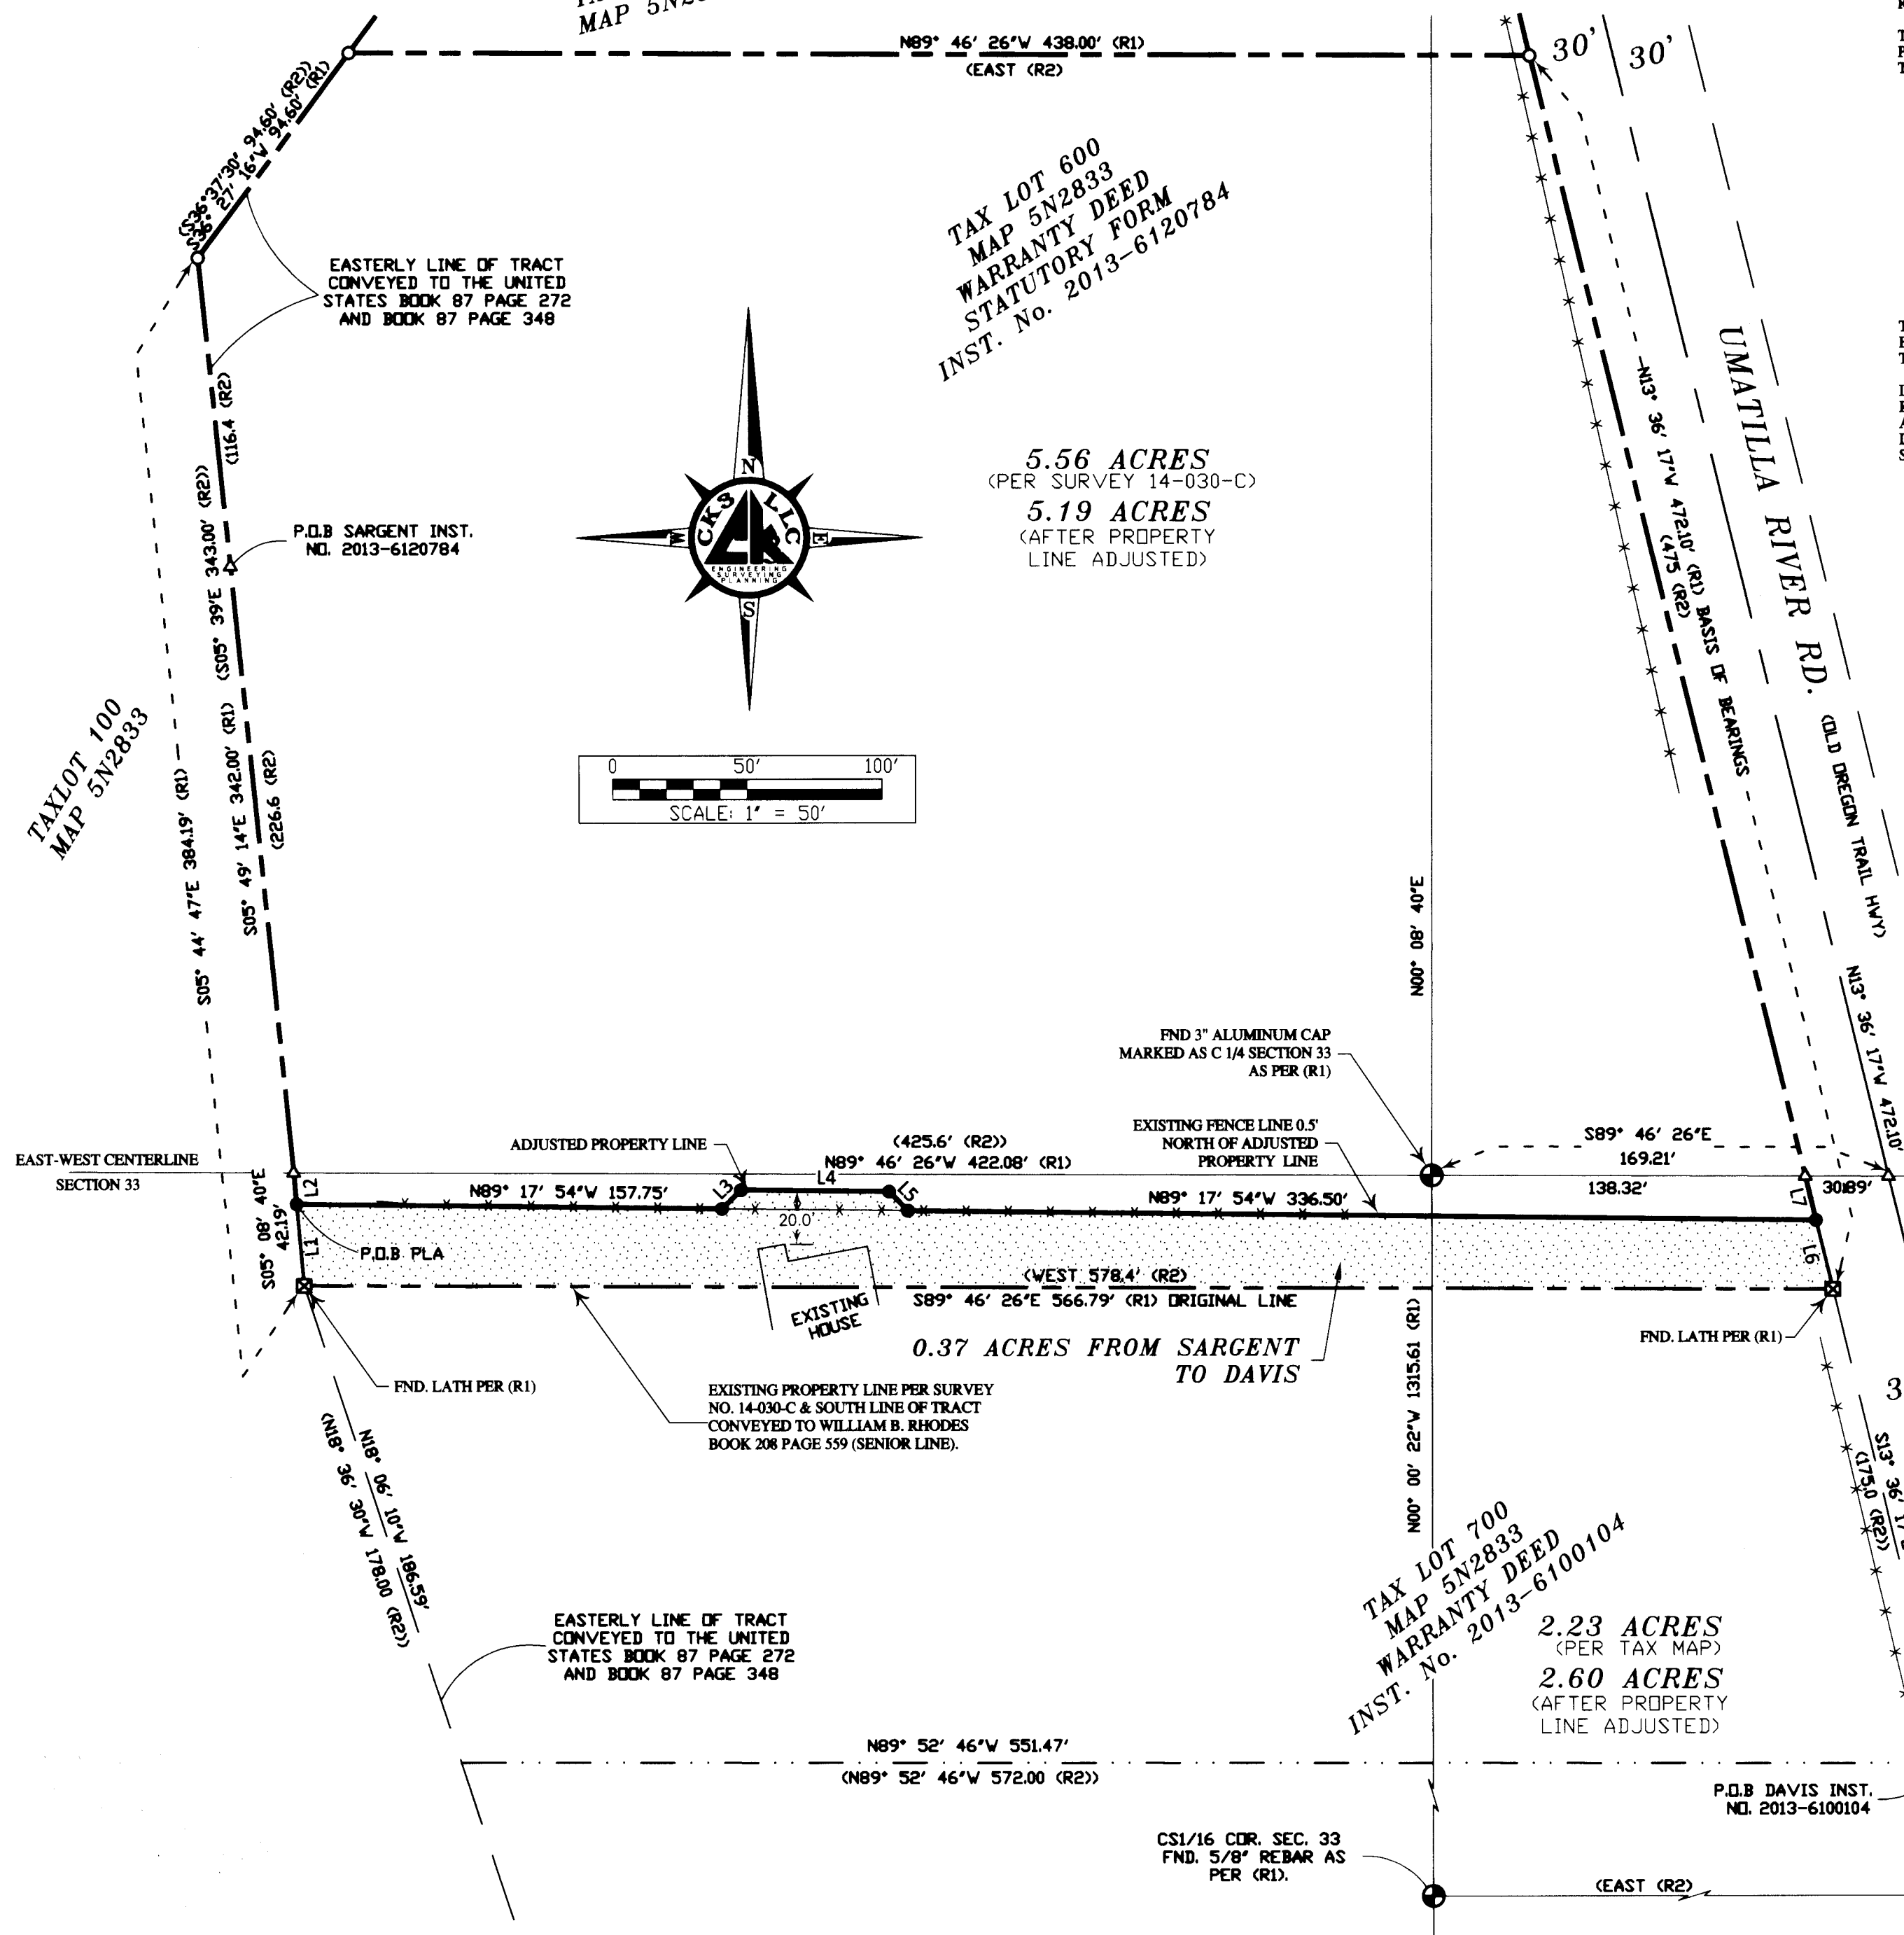 MAP 5N28
N89° 46' 26"W 438.00' (R1)
(EAST (R2)
30'
30'
(S36°37'30" 94.60' (R2))
S36° 27' 16"W 94.60' (R1)
TAX LOT 600
MAP 5N2833
WARRANTY DEED
STATUTORY FORM
INST. No. 2013-6120784
EASTERLY LINE OF TRACT
CONVEYED TO THE UNITED
STATES BOOK 87 PAGE 272
AND BOOK 87 PAGE 348
(116.4 (R2)
P.O.B SARGENT INST.
NO. 2013-6120784
N
CKS LLC
W
E
ENGINEERING
SURVEYING
PLANNING
S
5.56 ACRES
(PER SURVEY 14-030-C)
5.19 ACRES
(AFTER PROPERTY
LINE ADJUSTED)
N13° 36' 17"W 472.10' (R1) BASIS OF BEARINGS
(475 (R2)
UMATILLA RIVER RD.
(OLD OREGON TRAIL HWY)
TAXLOT 100
MAP 5N2833
S05° 44' 47"E 384.19' (R1)
S05° 49' 14"E 342.00' (R1) (S05° 39'E 343.00' (R2))
(226.6 (R2)
0 50' 100'
SCALE: 1" = 50'
N00° 08' 40"E
N13° 36' 17"W 472.10'
FND 3" ALUMINUM CAP
MARKED AS C 1/4 SECTION 33
AS PER (R1)
EXISTING FENCE LINE 0.5'
NORTH OF ADJUSTED
PROPERTY LINE
S89° 46' 26"E
169.21'
138.32'
30.89'
ADJUSTED PROPERTY LINE
(425.6' (R2))
N89° 46' 26"W 422.08' (R1)
EAST-WEST CENTERLINE
SECTION 33
S05° 08' 40"E
42.19'
L2
L1
N89° 17' 54"W 157.75'
L3
L4
L5
N89° 17' 54"W 336.50'
L7
L6
20.0'
P.O.B PLA
(WEST 578.4' (R2)
S89° 46' 26"E 566.79' (R1) ORIGINAL LINE
EXISTING
HOUSE
0.37 ACRES FROM SARGENT
TO DAVIS
FND. LATH PER (R1)
FND. LATH PER (R1)
EXISTING PROPERTY LINE PER SURVEY
NO. 14-030-C & SOUTH LINE OF TRACT
CONVEYED TO WILLIAM B. RHODES
BOOK 208 PAGE 559 (SENIOR LINE).
N00° 00' 22"W 1315.61 (R1)
3
S13° 36' 17"E
(175.0 (R2))
N18° 06' 10"W 186.59'
(N18° 36' 30"W 178.00 (R2))
TAX LOT 700
MAP 5N2833
WARRANTY DEED
INST. No. 2013-6100104
EASTERLY LINE OF TRACT
CONVEYED TO THE UNITED
STATES BOOK 87 PAGE 272
AND BOOK 87 PAGE 348
2.23 ACRES
(PER TAX MAP)
2.60 ACRES
(AFTER PROPERTY
LINE ADJUSTED)
N89° 52' 46"W 551.47'
(N89° 52' 46"W 572.00 (R2))
P.O.B DAVIS INST.
NO. 2013-6100104
CS1/16 COR. SEC. 33
FND. 5/8" REBAR AS
PER (R1).
(EAST (R2)